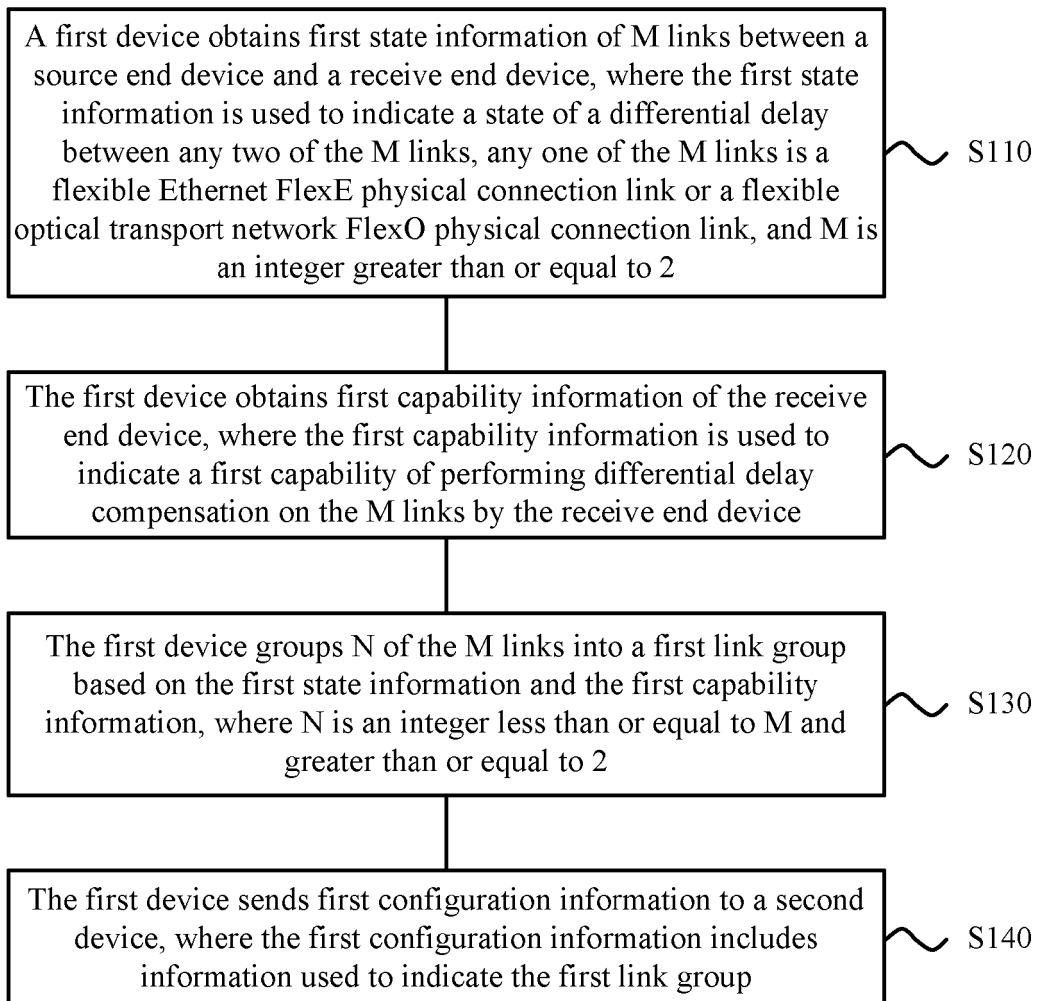 A first device obtains first state information of M links between a
source end device and a receive end device, where the first state
information is used to indicate a state of a differential delay
between any two of the M links, any one of the M links is a
flexible Ethernet FlexE physical connection link or a flexible
optical transport network FlexO physical connection link, and M is
an integer greater than or equal to 2
S110
The first device obtains first capability information of the receive
end device, where the first capability information is used to
indicate a first capability of performing differential delay
compensation on the M links by the receive end device
S120
The first device groups N of the M links into a first link group
based on the first state information and the first capability
information, where N is an integer less than or equal to M and
greater than or equal to 2
S130
The first device sends first configuration information to a second
device, where the first configuration information includes
information used to indicate the first link group
S140